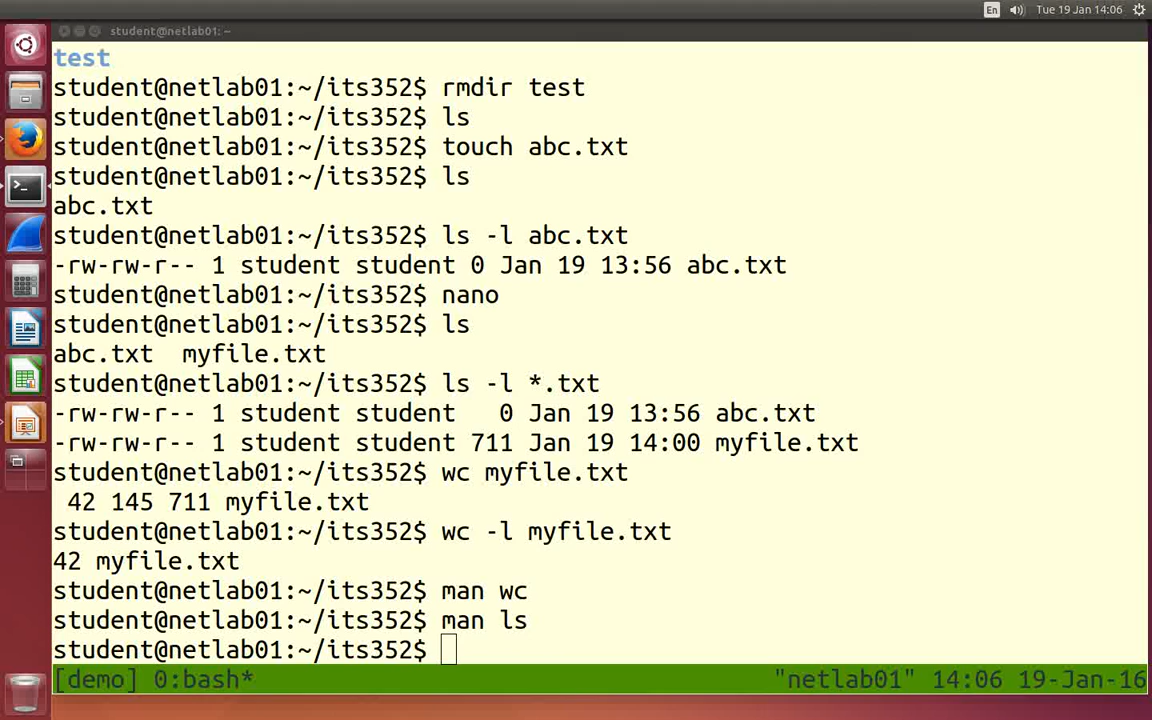 En Tue 19 Jan 14:06
student@netlab01: ~
test
student@netlab01:~/its352$ rmdir test
student@netlab01:~/its352$ ls
student@netlab01:~/its352$ touch abc.txt
student@netlab01:~/its352$ ls
abc.txt
student@netlab01:~/its352$ ls -l abc.txt
-rw-rw-r-- 1 student student 0 Jan 19 13:56 abc.txt
student@netlab01:~/its352$ nano
student@netlab01:~/its352$ ls
abc.txt  myfile.txt
student@netlab01:~/its352$ ls -l *.txt
-rw-rw-r-- 1 student student   0 Jan 19 13:56 abc.txt
-rw-rw-r-- 1 student student 711 Jan 19 14:00 myfile.txt
student@netlab01:~/its352$ wc myfile.txt
 42 145 711 myfile.txt
student@netlab01:~/its352$ wc -l myfile.txt
42 myfile.txt
student@netlab01:~/its352$ man wc
student@netlab01:~/its352$ man ls
student@netlab01:~/its352$
[demo] 0:bash* "netlab01" 14:06 19-Jan-16